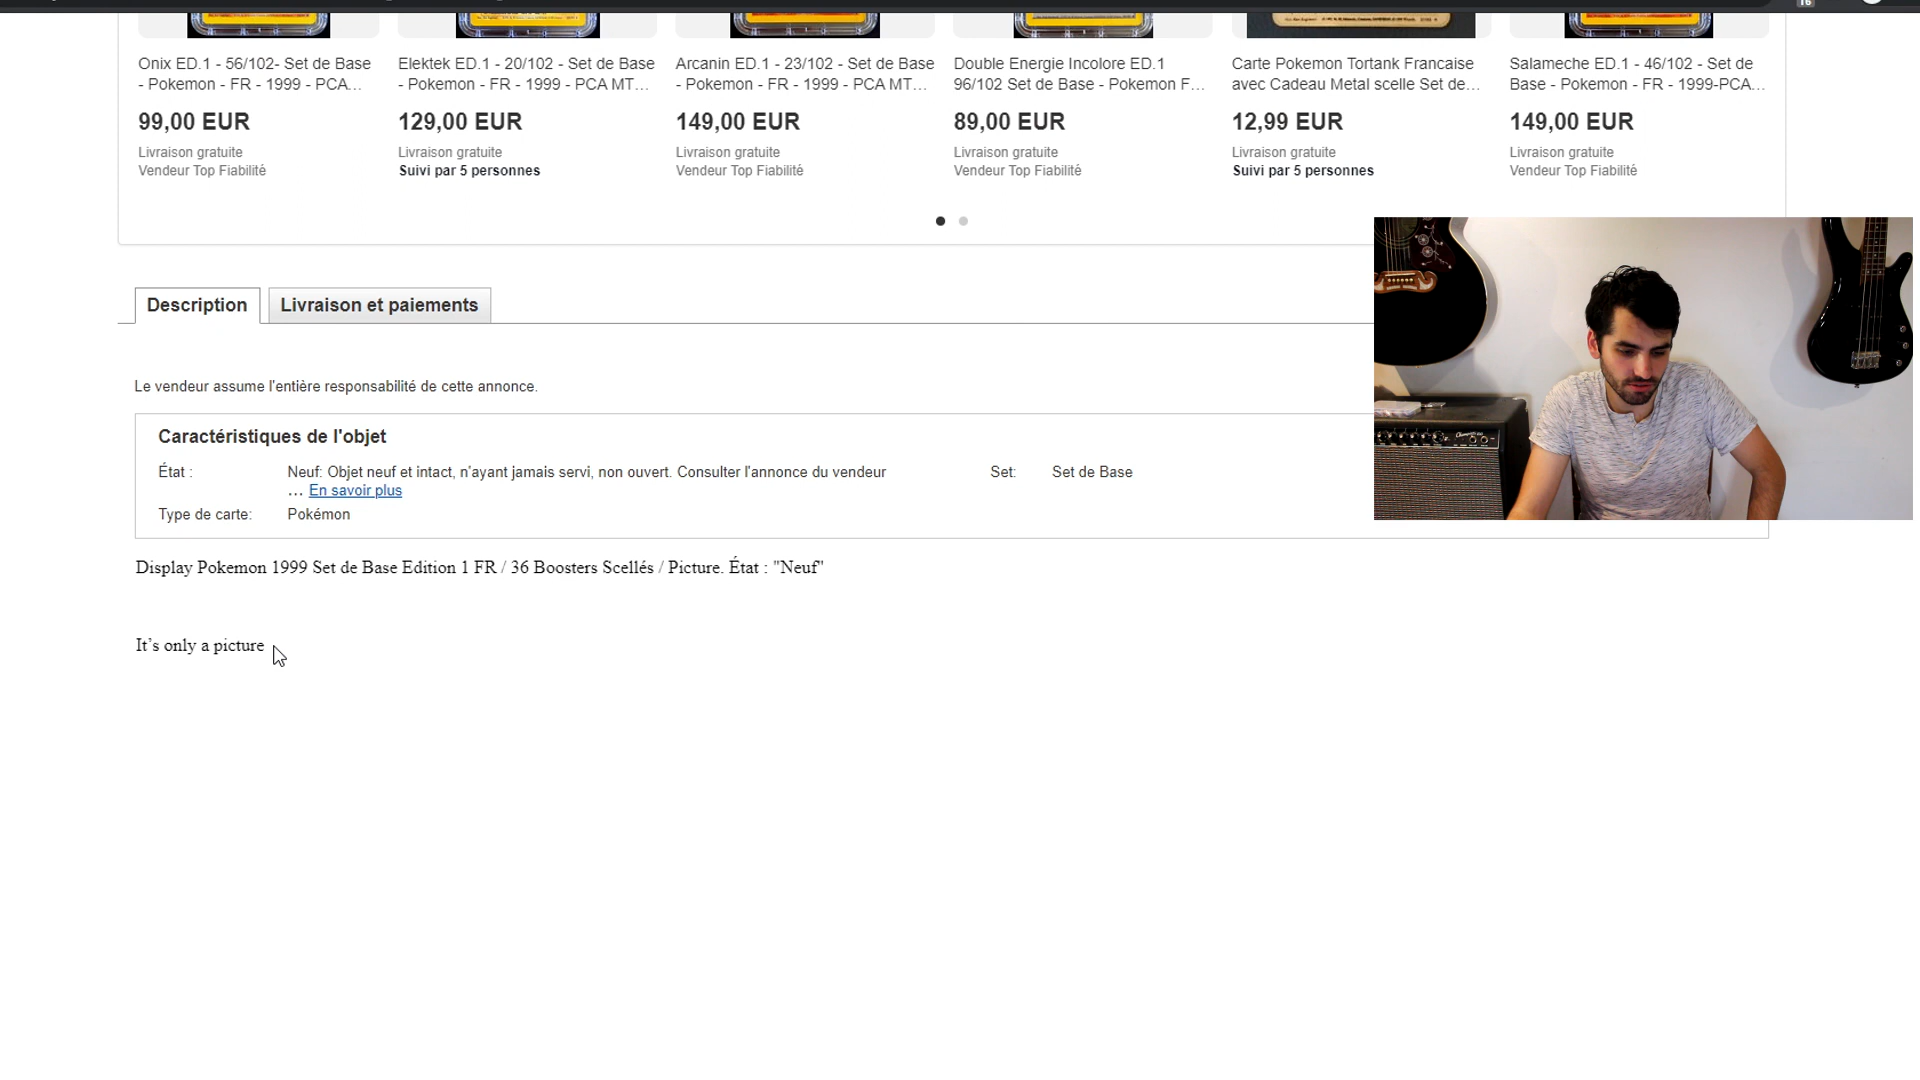 Onix ED.1 - 56/102- Set de Base
- Pokemon - FR - 1999 - PCA...
99,00 EUR
Livraison gratuite
Vendeur Top Fiabilité
Elektek ED.1 - 20/102 - Set de Base
- Pokemon - FR - 1999 - PCA MT...
129,00 EUR
Livraison gratuite
Suivi par 5 personnes
Arcanin ED.1 - 23/102 - Set de Base
- Pokemon - FR - 1999 - PCA MT...
149,00 EUR
Livraison gratuite
Vendeur Top Fiabilité
Double Energie Incolore ED.1
96/102 Set de Base - Pokemon F...
89,00 EUR
Livraison gratuite
Vendeur Top Fiabilité
Carte Pokemon Tortank Francaise
avec Cadeau Metal scelle Set de...
12,99 EUR
Livraison gratuite
Suivi par 5 personnes
Salameche ED.1 - 46/102 - Set de
Base - Pokemon - FR - 1999-PCA...
149,00 EUR
Livraison gratuite
Vendeur Top Fiabilité
Description
Livraison et paiements
Le vendeur assume l'entière responsabilité de cette annonce.
Caractéristiques de l'objet
État : Neuf: Objet neuf et intact, n'ayant jamais servi, non ouvert. Consulter l'annonce du vendeur
... En savoir plus
Set: Set de Base
Type de carte: Pokémon
Display Pokemon 1999 Set de Base Edition 1 FR / 36 Boosters Scellés / Picture. État : "Neuf"
It's only a picture